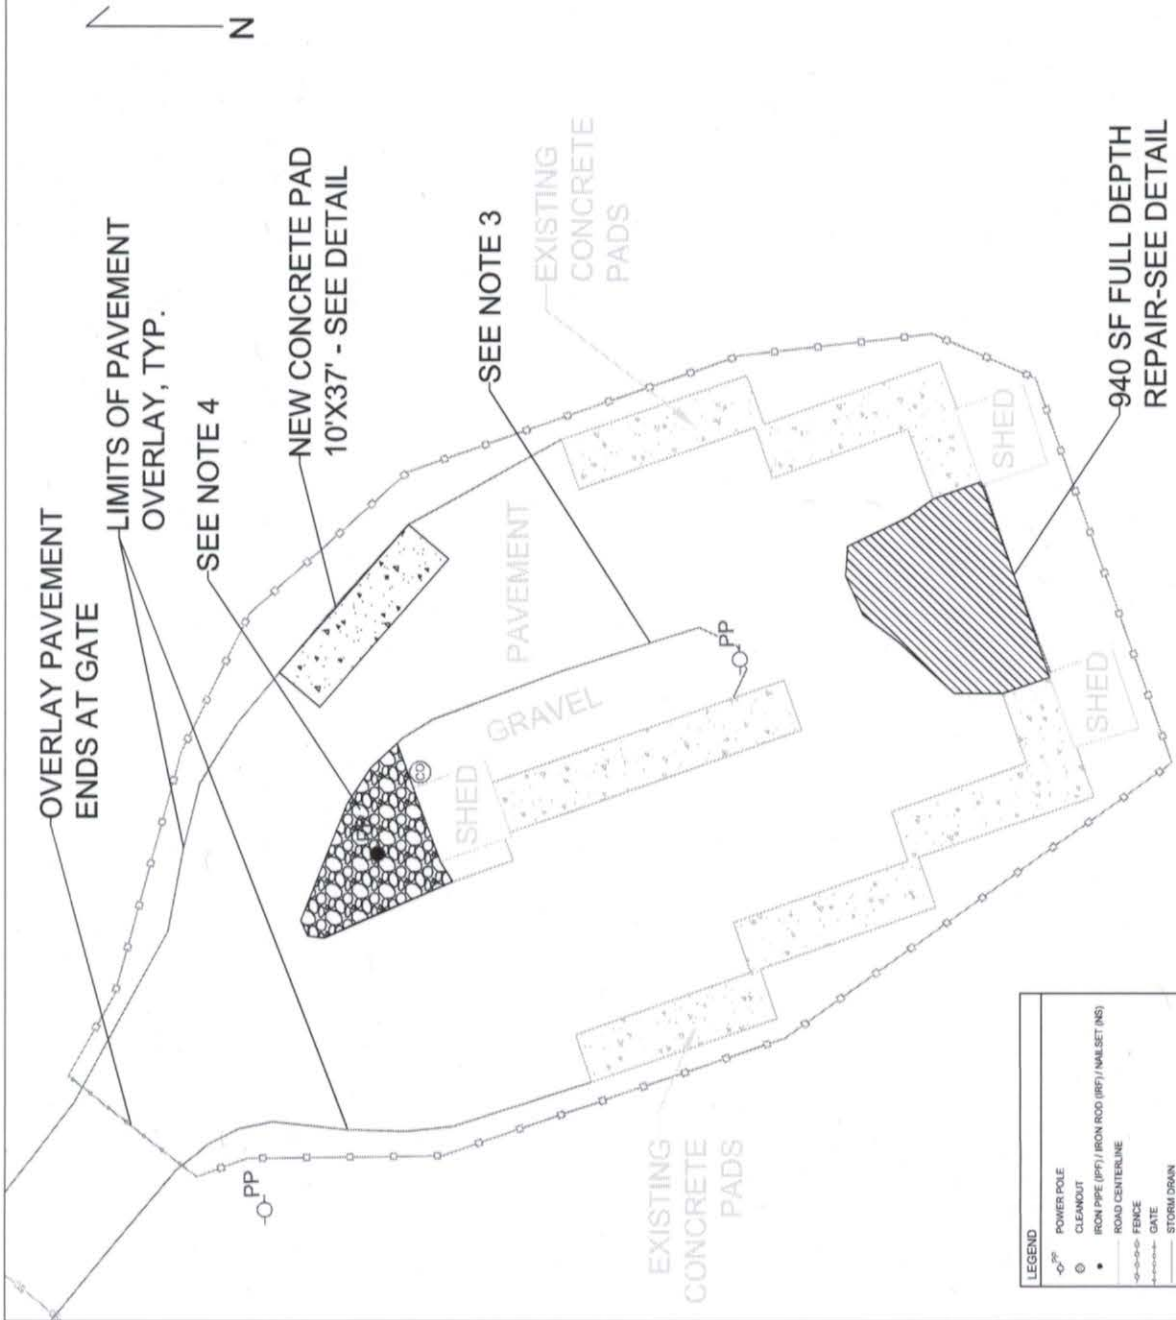 N
OVERLAY PAVEMENT
ENDS AT GATE
LIMITS OF PAVEMENT
OVERLAY, TYP.
SEE NOTE 4
NEW CONCRETE PAD
10'X37' - SEE DETAIL
SEE NOTE 3
EXISTING
CONCRETE
PADS
PAVEMENT
GRAVEL
SHED
CO
PP
SHED
SHED
940 SF FULL DEPTH
REPAIR-SEE DETAIL
PP
EXISTING
CONCRETE
PADS
LEGEND
PP POWER POLE
CLEANOUT
IRON PIPE (IPF) / IRON ROD (IRF) / NAILSET (NS)
ROAD CENTERLINE
FENCE
GATE
STORM DRAIN